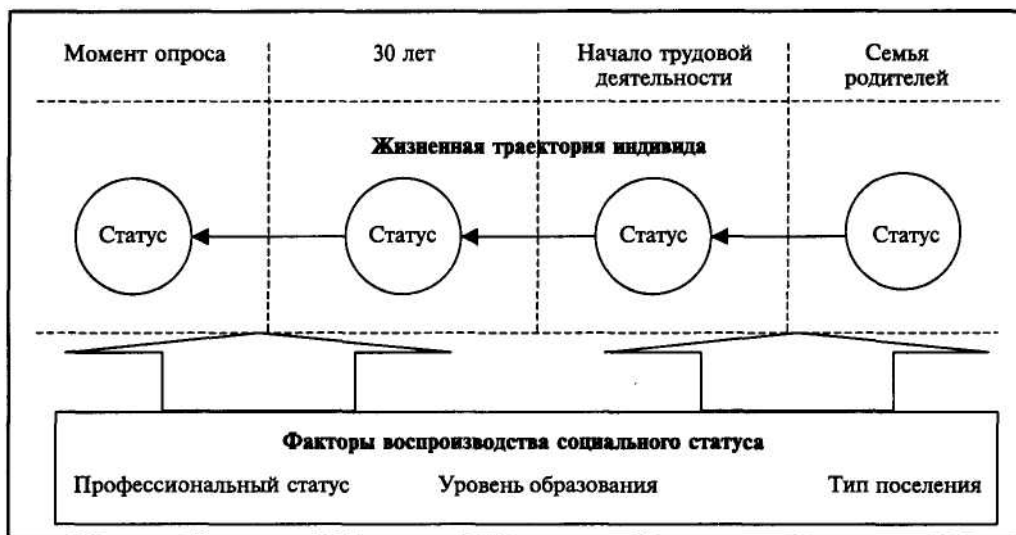 Момент опроса
30 лет
Начало трудовой
деятельности
Семья
родителей
Жизненная траектория индивида
Статус
Статус
Статус
Статус
Факторы воспроизводства социального статуса
Профессиональный статус
Уровень образования
Тип поселения